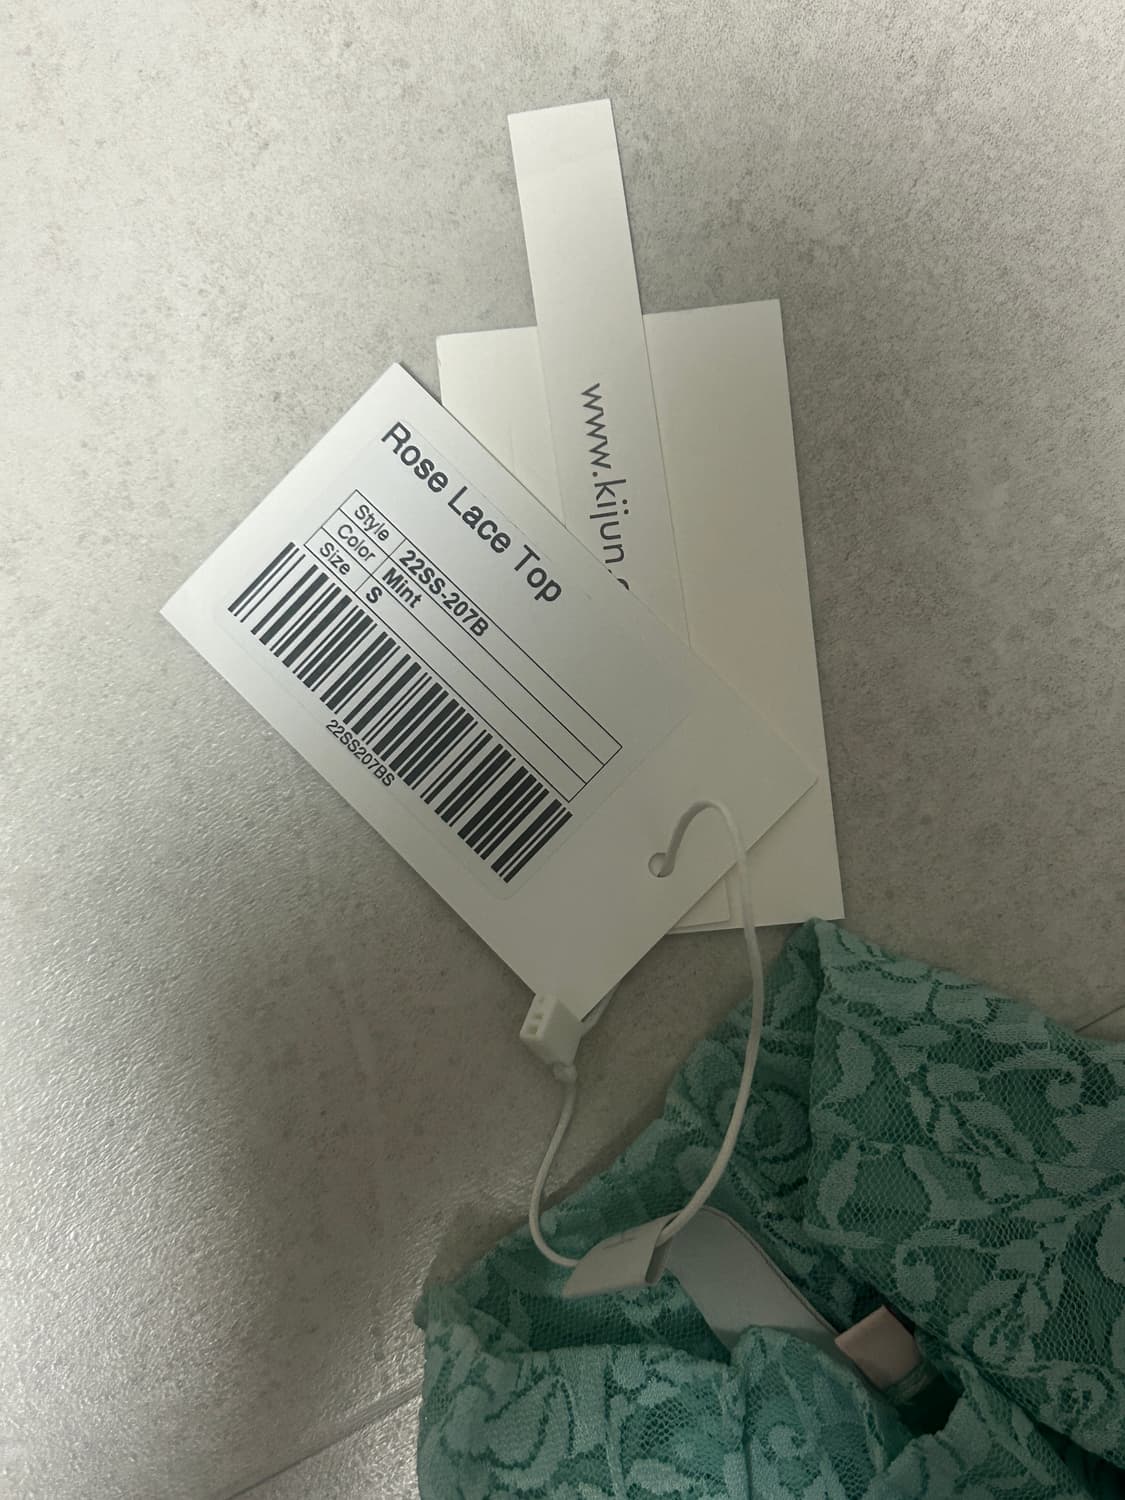 www.kijun
Rose Lace Top
Style 22SS-207B
Color Mint
Size S
22SS207BS